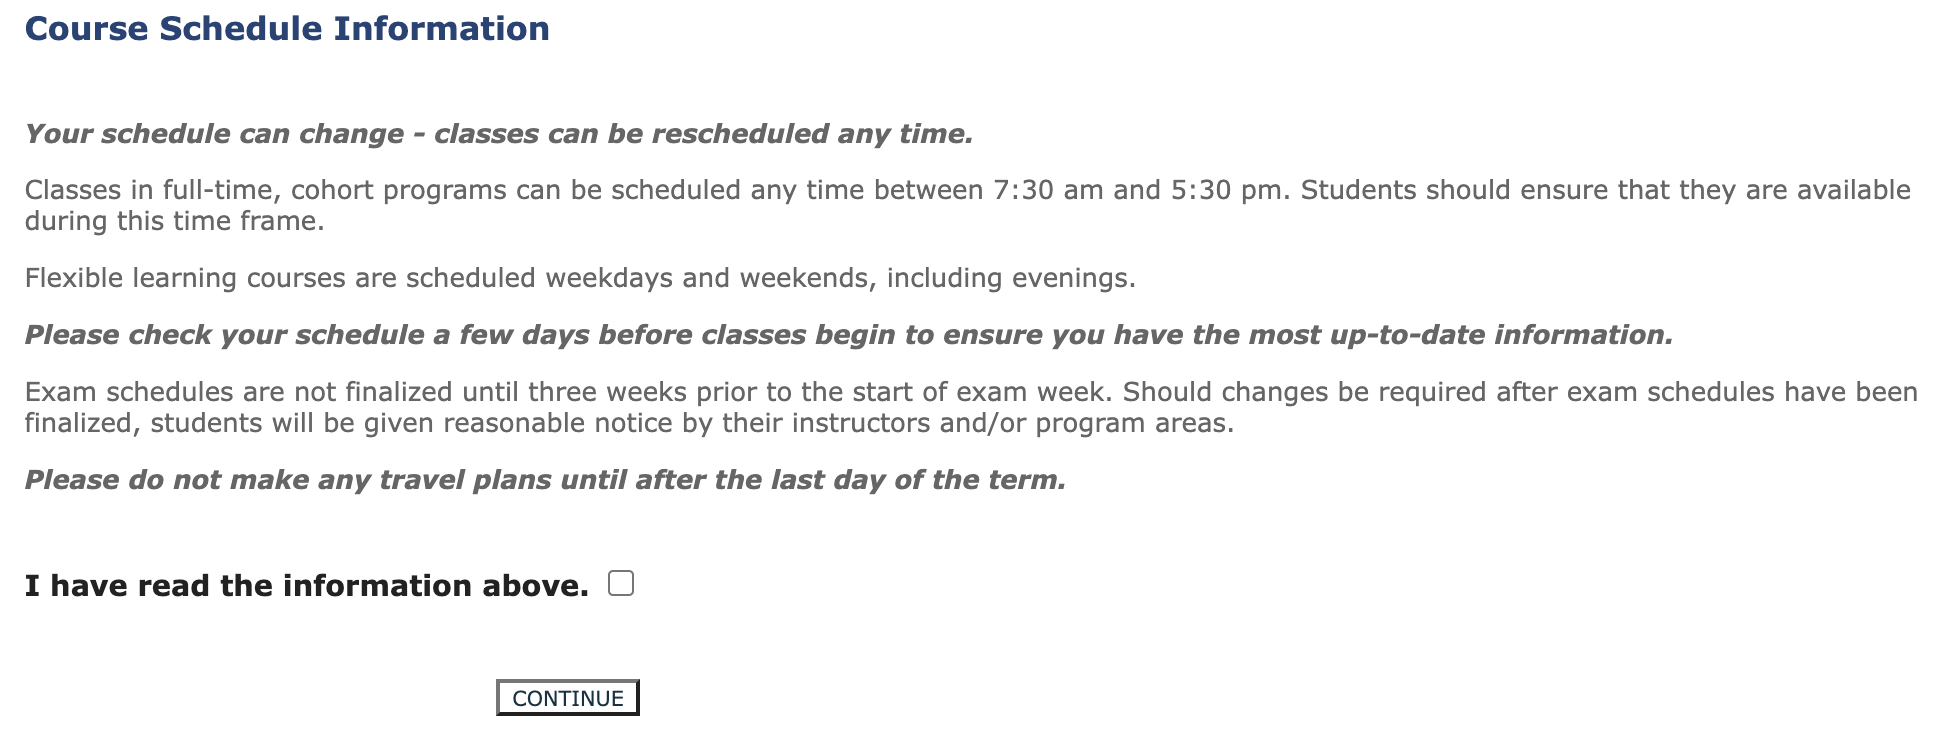 Course Schedule Information
Your schedule can change - classes can be rescheduled any time.
Classes in full-time, cohort programs can be scheduled any time between 7:30 am and 5:30 pm. Students should ensure that they are available
during this time frame.
Flexible learning courses are scheduled weekdays and weekends, including evenings.
Please check your schedule a few days before classes begin to ensure you have the most up-to-date information.
Exam schedules are not finalized until three weeks prior to the start of exam week. Should changes be required after exam schedules have been
finalized, students will be given reasonable notice by their instructors and/or program areas.
Please do not make any travel plans until after the last day of the term.
I have read the information above.
CONTINUE